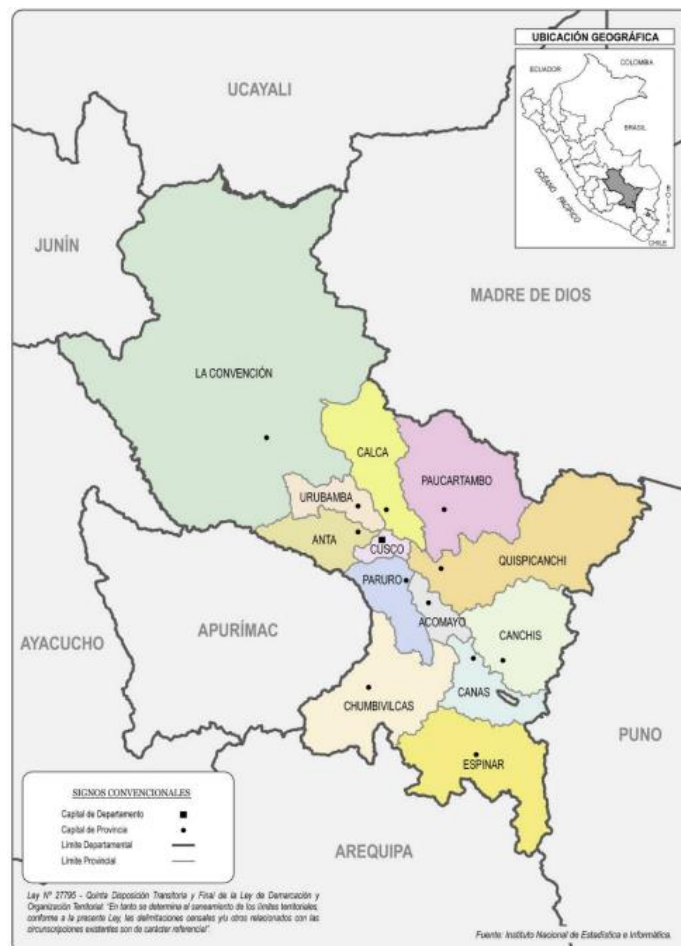 UBICACIÓN GEOGRÁFICA
ECUADOR
COLOMBIA
BRASIL
OCÉANO PACÍFICO
BOLIVIA
CHILE
UCAYALI
JUNÍN
MADRE DE DIOS
LA CONVENCIÓN
CALCA
PAUCARTAMBO
URUBAMBA
ANTA
CUSCO
QUISPICANCHI
PARURO
ACOMAYO
CANCHIS
AYACUCHO
APURÍMAC
CANAS
CHUMBIVILCAS
PUNO
ESPINAR
AREQUIPA
SIGNOS CONVENCIONALES
Capital de Departamento
Capital de Provincia
Límite Departamental
Límite Provincial
Ley N° 27795 - Quinta Disposición Transitoria y Final de la Ley de Demarcación y
Organización Territorial: "En tanto se determina el saneamiento de los límites territoriales,
conforme a la presente Ley, las delimitaciones censales y/u otros relacionados con las
circunscripciones existentes son de carácter referencial".
Fuente: Instituto Nacional de Estadística e Informática.